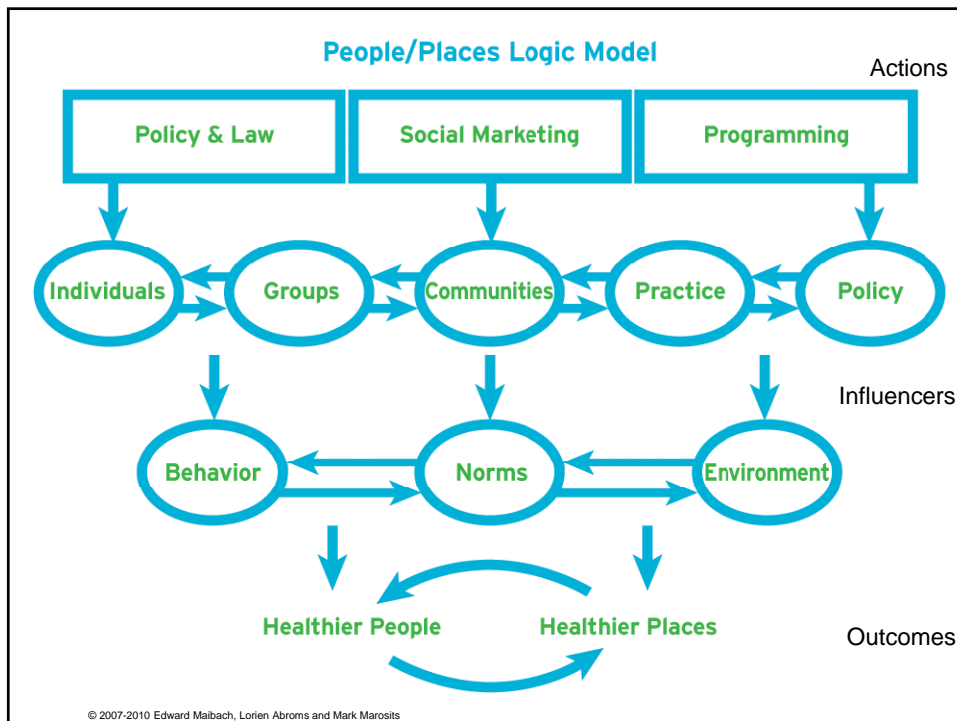 People/Places Logic Model
Actions
Policy & Law
Social Marketing
Programming
Individuals
Groups
Communities
Practice
Policy
Influencers
Behavior
Norms
Environment
Healthier People
Healthier Places
Outcomes
© 2007-2010 Edward Maibach, Lorien Abroms and Mark Marosits